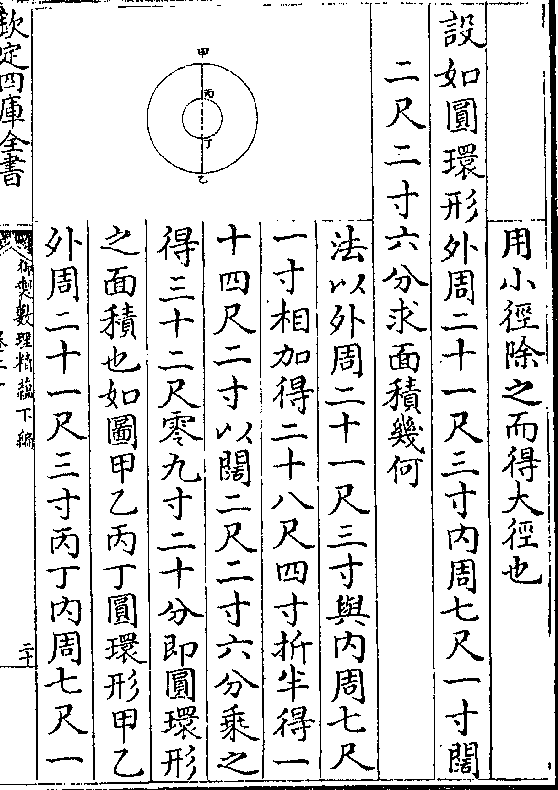 用小徑除之而得大徑也
設如圓環形外周二十一尺三寸内周七尺一寸闊
二尺二寸六分求面積幾何
法以外周二十一尺三寸與内周七尺
一寸相加得二十八尺四寸折半得一
十四尺二寸以闊二尺二寸六分乘之
得三十二尺零九寸二十分即圓環形
之面積也如圖甲乙丙丁圓環形甲乙
外周二十一尺三寸丙丁内周七尺一
甲
丙
丁
乙
欽定四庫全書
御製數理精蘊下編
二十